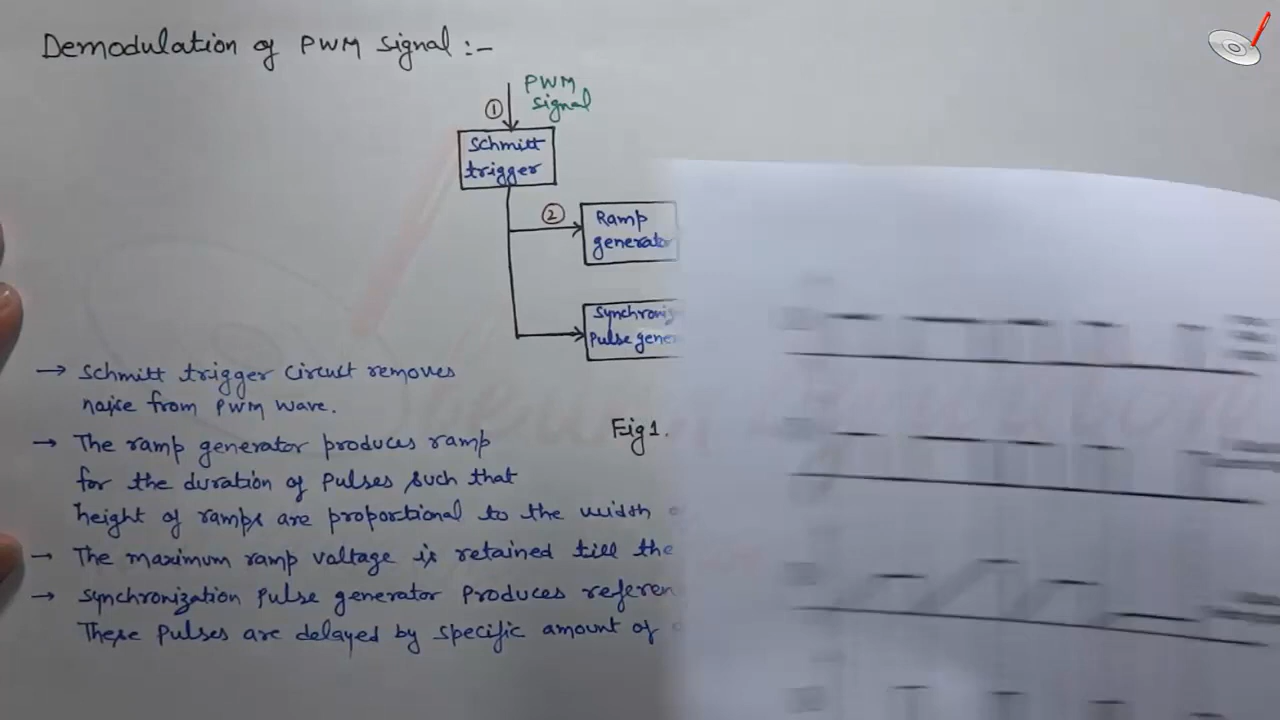 Demodulation of PWM Signal :-
PWM
signal
①
Schmitt
trigger
②
Ramp
generator
Synchroni
Pulse gene
→ Schmitt trigger circuit removes
noise from PWM wave.
Fig1.
→ The ramp generator produces ramp
for the duration of pulses such that
height of ramps are proportional to the width
→ The maximum ramp voltage is retained till the
→ Synchronization pulse generator produces referen
These pulses are delayed by specific amount of